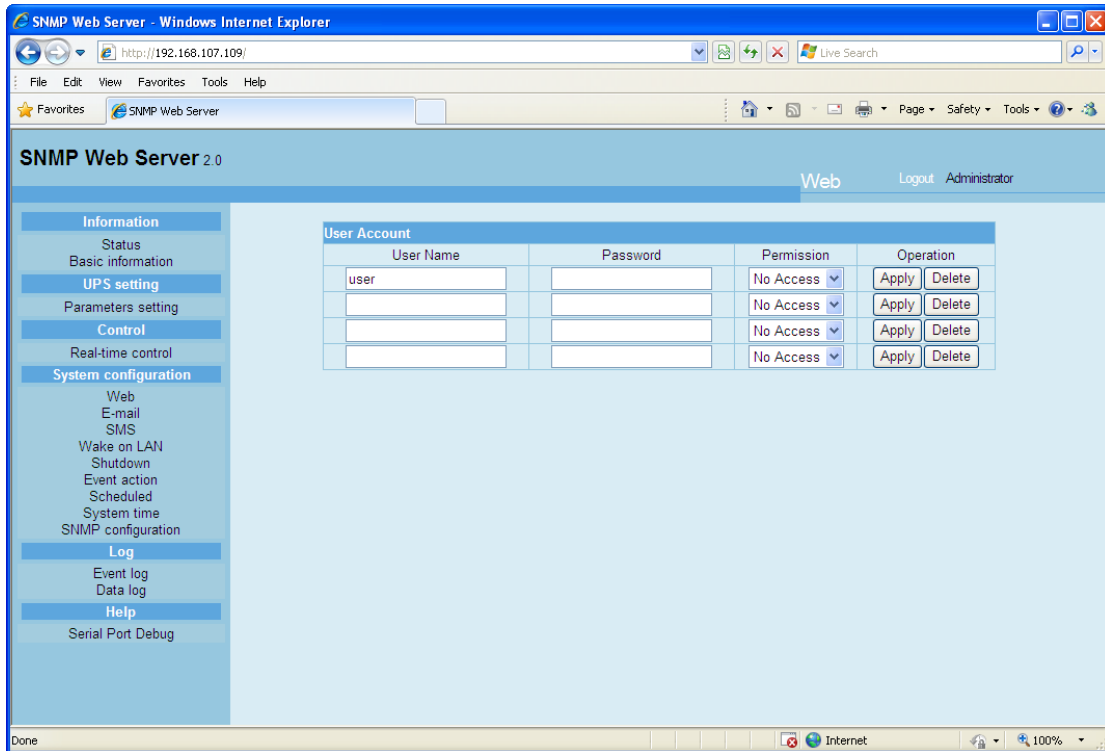 SNMP Web Server - Windows Internet Explorer
http://192.168.107.109/
Live Search
File Edit View Favorites Tools Help
Favorites SNMP Web Server Page Safety Tools
SNMP Web Server 2.0
Web Logout Administrator
Information
Status
Basic information
UPS setting
Parameters setting
Control
Real-time control
System configuration
Web
E-mail
SMS
Wake on LAN
Shutdown
Event action
Scheduled
System time
SNMP configuration
Log
Event log
Data log
Help
Serial Port Debug
User Account
User Name Password Permission Operation
user No Access Apply Delete
No Access Apply Delete
No Access Apply Delete
No Access Apply Delete
Done Internet 100%